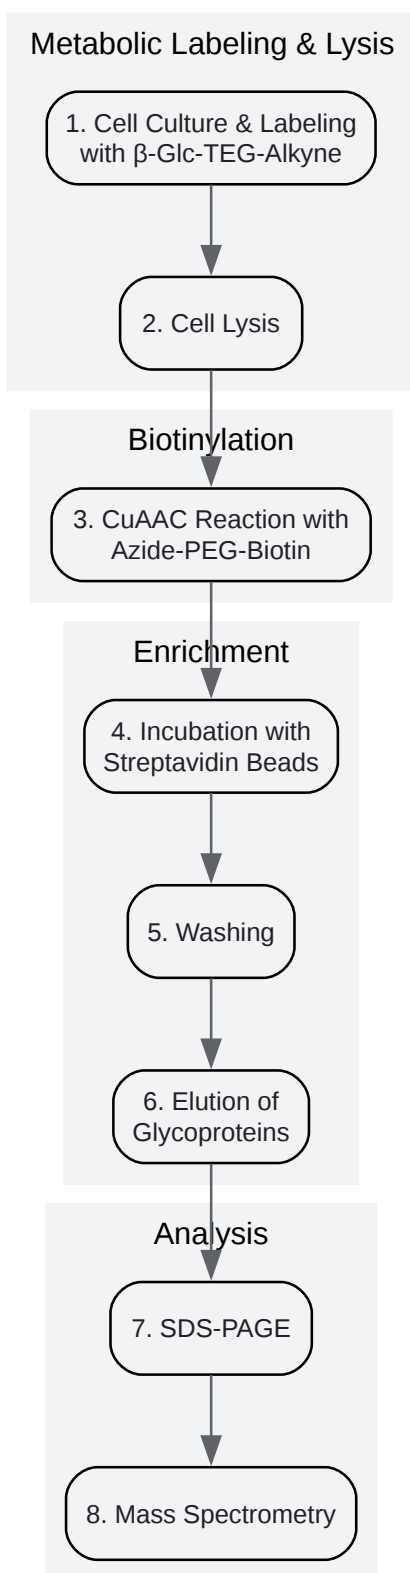 Metabolic Labeling & Lysis
1. Cell Culture & Labeling
with β-Glc-TEG-Alkyne
2. Cell Lysis
Biotinylation
3. CuAAC Reaction with
Azide-PEG-Biotin
Enrichment
4. Incubation with
Streptavidin Beads
5. Washing
6. Elution of
Glycoproteins
Analysis
7. SDS-PAGE
8. Mass Spectrometry